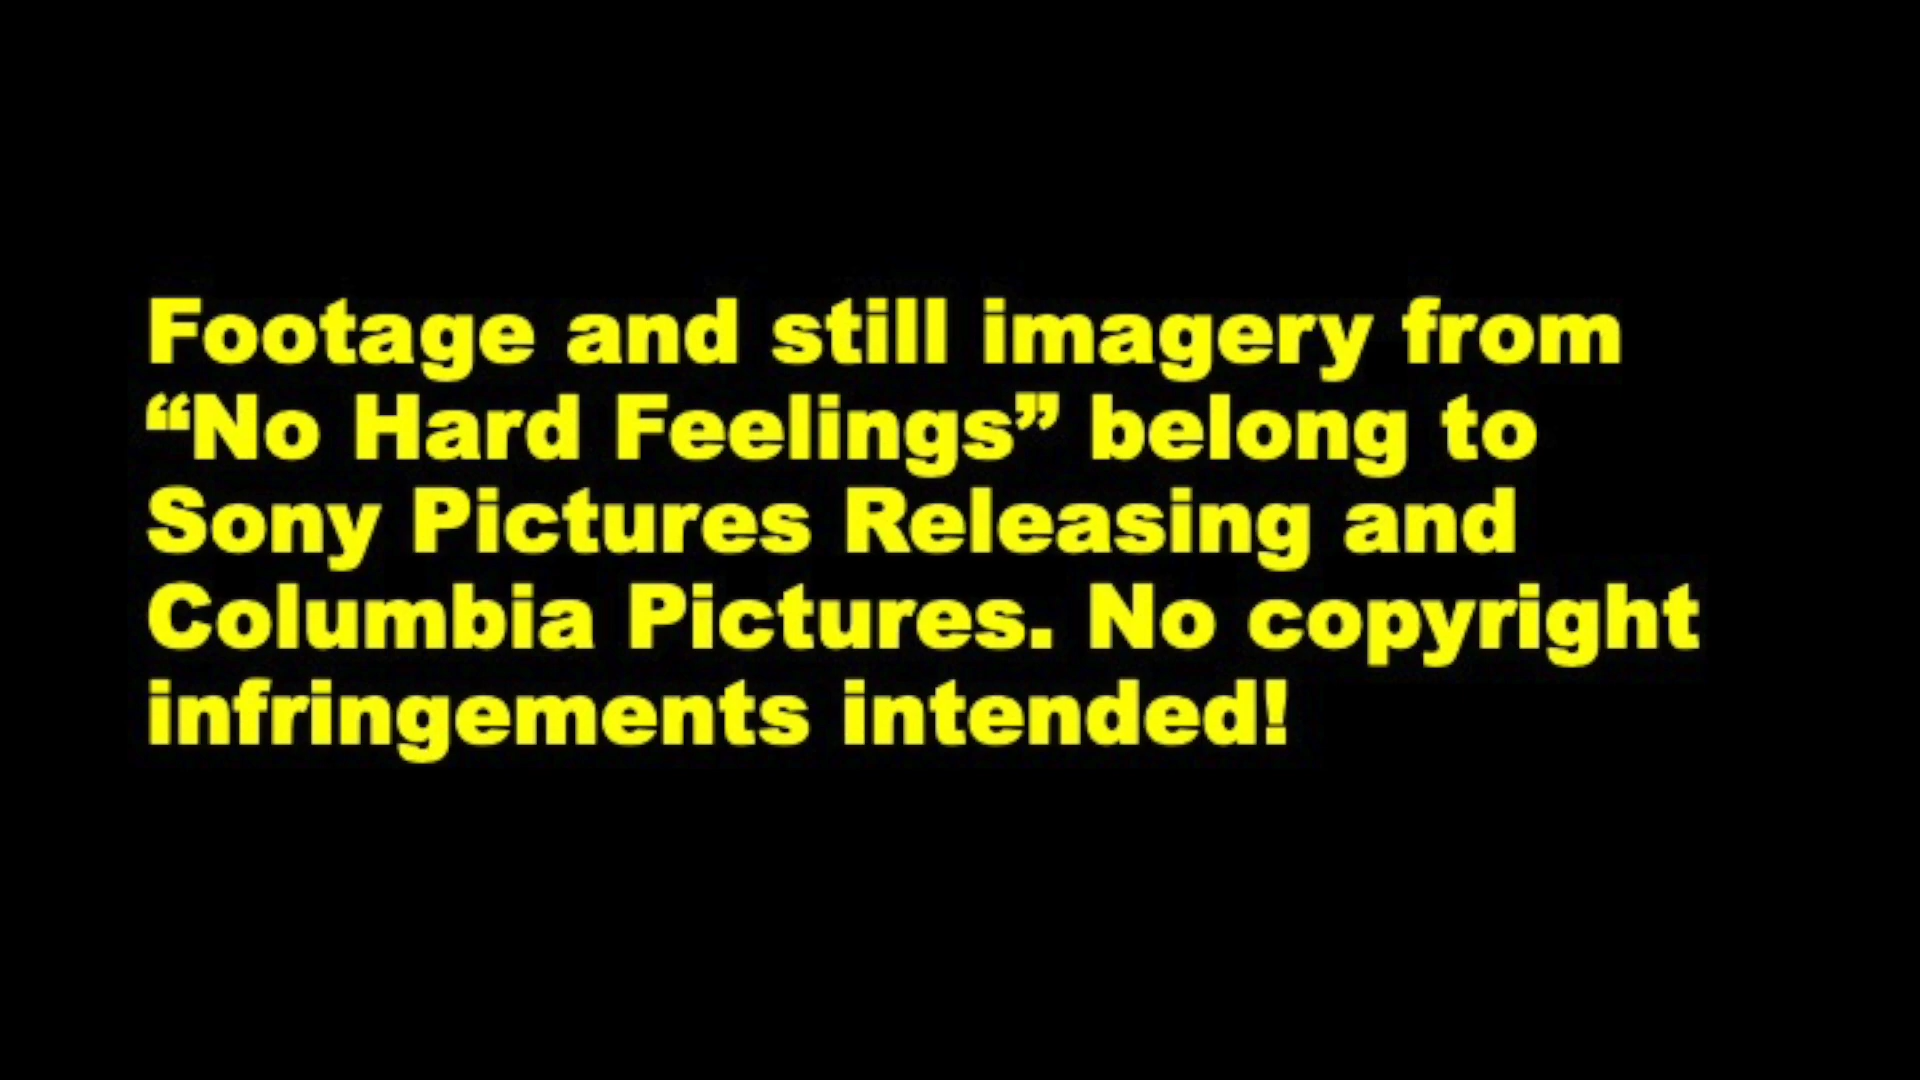 Footage and still imagery from
“No Hard Feelings” belong to
Sony Pictures Releasing and
Columbia Pictures. No copyright
infringements intended!